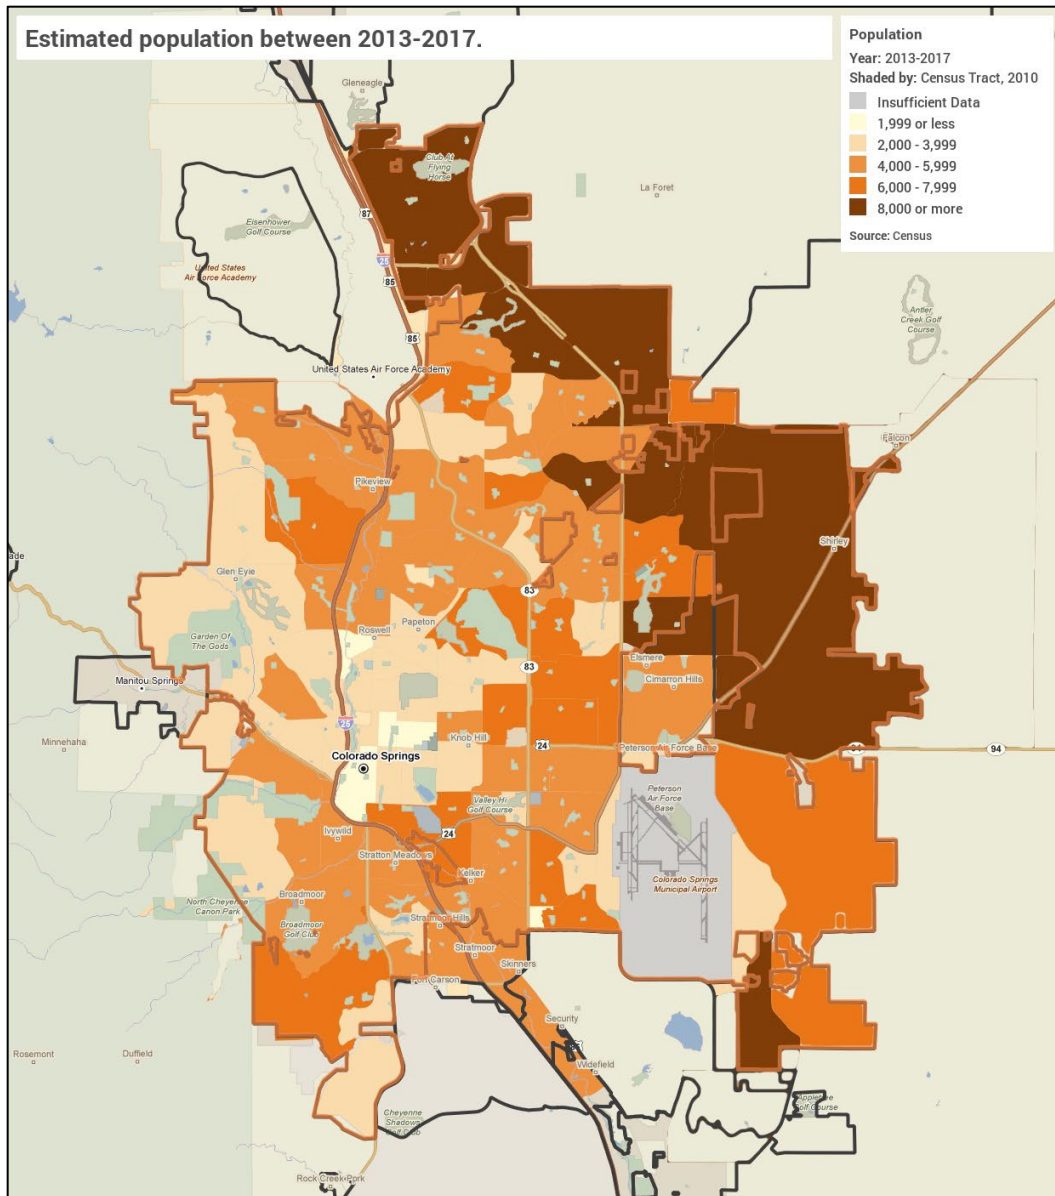 Estimated population between 2013-2017.
Population
Year: 2013-2017
Shaded by: Census Tract, 2010
Insufficient Data
1,999 or less
2,000 - 3,999
4,000 - 5,999
6,000 - 7,999
8,000 or more
Source: Census
Gleneagle
Club At
Flying
Horse
La Foret
87
Eisenhower
Golf Course
25
United States
Air Force Academy
85
Antler
Creek Golf
Course
85
United States Air Force Academy
Falcon
Pikeview
Shirley
ade
Glen Eyie
83
Papeton
Roswell
Garden Of
The Gods
Elsmere
83
Manitou Springs
Cimarron Hills
25
Minnehaha
Knob Hill
24
Peterson Air Force Base
94
Colorado Springs
Peterson
Air Force
Base
Valley Hi
Golf Course
Ivywild
24
Stratton Meadows
Kelker
Colorado Springs
Municipal Airport
Broadmoor
North Cheyenne
Canon Park
Stratmoor Hills
Broadmoor
Golf Club
Stratmoor
Skinners
Fort Carson
Security
Rosemont
Duffield
Widefield
Appletree
Golf Course
Cheyenne
Shadows
Golf Club
Rock Creek Park